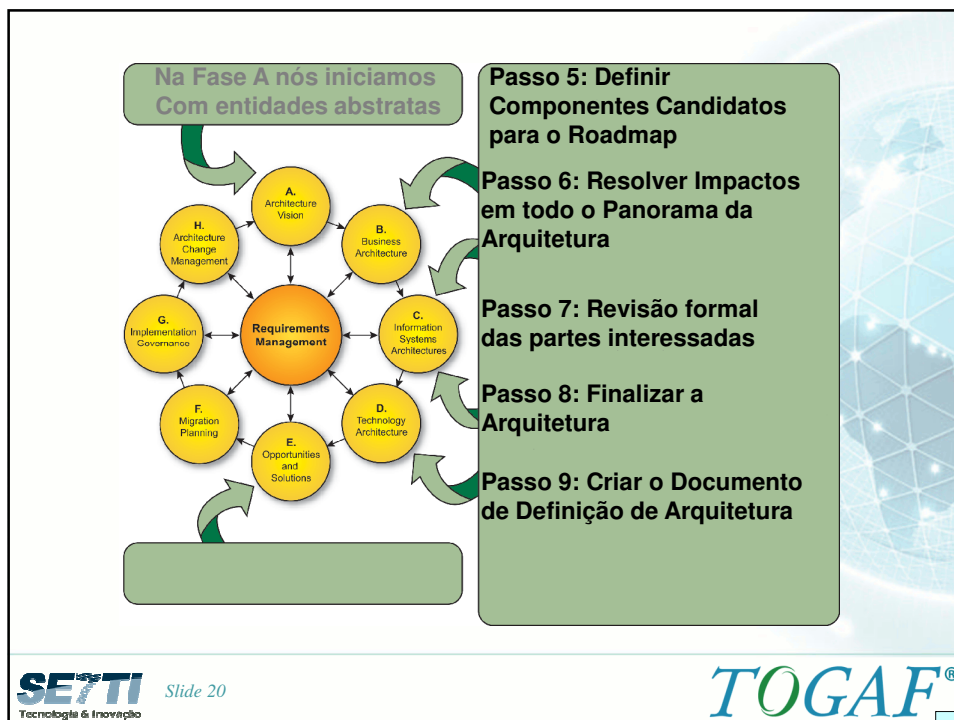 Na Fase A nós iniciamos
Com entidades abstratas
Passo 5: Definir
Componentes Candidatos
para o Roadmap
Passo 6: Resolver Impactos
em todo o Panorama da
Arquitetura
Passo 7: Revisão formal
das partes interessadas
Passo 8: Finalizar a
Arquitetura
Passo 9: Criar o Documento
de Definição de Arquitetura
A.
Architecture
Vision
B.
Business
Architecture
C.
Information
Systems
Architectures
D.
Technology
Architecture
E.
Opportunities
and
Solutions
F.
Migration
Planning
G.
Implementation
Governance
H.
Architecture
Change
Management
Requirements
Management
SETTI
Tecnologia & Inovação
Slide 20
TOGAF®